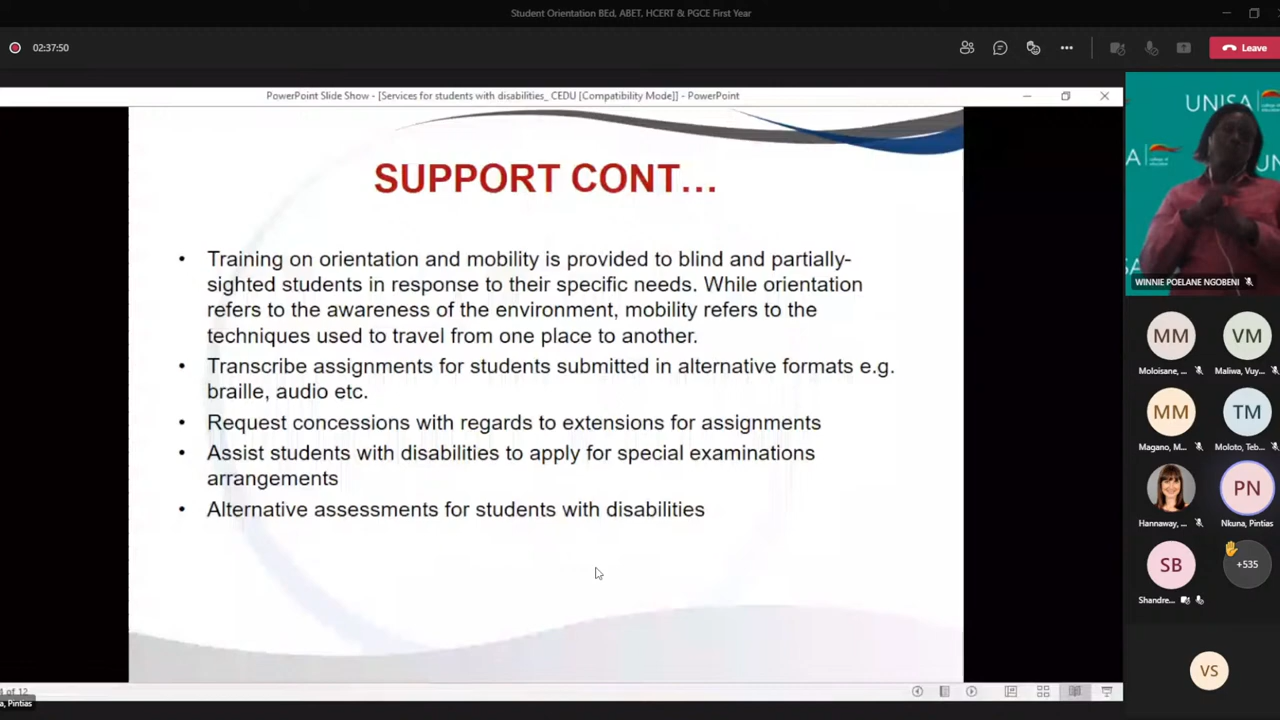 Student Orientation BEd, ABET, HCERT & PGCE First Year
02:37:50
Leave
PowerPoint Slide Show - [Services for students with disabilities_ CEDU [Compatibility Mode]] - PowerPoint
SUPPORT CONT...
• Training on orientation and mobility is provided to blind and partially-
sighted students in response to their specific needs. While orientation
refers to the awareness of the environment, mobility refers to the
techniques used to travel from one place to another.
• Transcribe assignments for students submitted in alternative formats e.g.
braille, audio etc.
• Request concessions with regards to extensions for assignments
• Assist students with disabilities to apply for special examinations
arrangements
• Alternative assessments for students with disabilities
of 12
a, Pintias
UNISA
college of
education
WINNIE POELANE NGOBENI
MM
Moloisane, ...
VM
Maliwa, Vuy...
MM
Magano, M...
TM
Moloto, Teb...
Hannaway, ...
PN
Nkuna, Pintias
SB
Shandre...
+535
VS